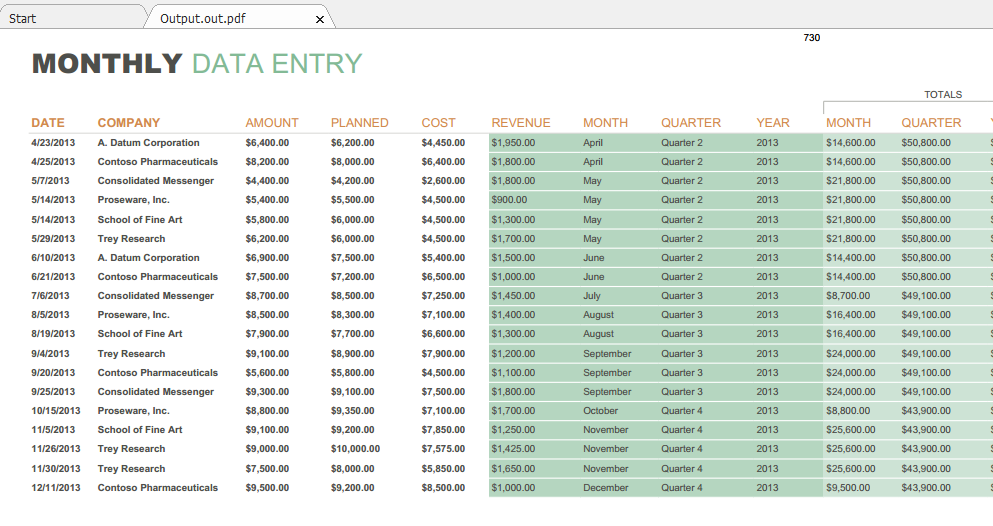 Start Output.out.pdf ×
730
MONTHLY DATA ENTRY
TOTALS
DATE COMPANY AMOUNT PLANNED COST REVENUE MONTH QUARTER YEAR MONTH QUARTER
4/23/2013 A. Datum Corporation $6,400.00 $6,200.00 $4,450.00 $1,950.00 April Quarter 2 2013 $14,600.00 $50,800.00
4/25/2013 Contoso Pharmaceuticals $8,200.00 $8,000.00 $6,400.00 $1,800.00 April Quarter 2 2013 $14,600.00 $50,800.00
5/7/2013 Consolidated Messenger $4,400.00 $4,200.00 $2,600.00 $1,800.00 May Quarter 2 2013 $21,800.00 $50,800.00
5/14/2013 Proseware, Inc. $5,400.00 $5,500.00 $4,500.00 $900.00 May Quarter 2 2013 $21,800.00 $50,800.00
5/14/2013 School of Fine Art $5,800.00 $6,000.00 $4,500.00 $1,300.00 May Quarter 2 2013 $21,800.00 $50,800.00
5/29/2013 Trey Research $6,200.00 $6,000.00 $4,500.00 $1,700.00 May Quarter 2 2013 $21,800.00 $50,800.00
6/10/2013 A. Datum Corporation $6,900.00 $7,500.00 $5,400.00 $1,500.00 June Quarter 2 2013 $14,400.00 $50,800.00
6/21/2013 Contoso Pharmaceuticals $7,500.00 $7,200.00 $6,500.00 $1,000.00 June Quarter 2 2013 $14,400.00 $50,800.00
7/6/2013 Consolidated Messenger $8,700.00 $8,500.00 $7,250.00 $1,450.00 July Quarter 3 2013 $8,700.00 $49,100.00
8/5/2013 Proseware, Inc. $8,500.00 $8,300.00 $7,100.00 $1,400.00 August Quarter 3 2013 $16,400.00 $49,100.00
8/19/2013 School of Fine Art $7,900.00 $7,700.00 $6,600.00 $1,300.00 August Quarter 3 2013 $16,400.00 $49,100.00
9/4/2013 Trey Research $9,100.00 $8,900.00 $7,900.00 $1,200.00 September Quarter 3 2013 $24,000.00 $49,100.00
9/20/2013 Contoso Pharmaceuticals $5,600.00 $5,800.00 $4,500.00 $1,100.00 September Quarter 3 2013 $24,000.00 $49,100.00
9/25/2013 Consolidated Messenger $9,300.00 $9,100.00 $7,500.00 $1,800.00 September Quarter 3 2013 $24,000.00 $49,100.00
10/15/2013 Proseware, Inc. $8,800.00 $9,350.00 $7,100.00 $1,700.00 October Quarter 4 2013 $8,800.00 $43,900.00
11/5/2013 School of Fine Art $9,100.00 $9,200.00 $7,850.00 $1,250.00 November Quarter 4 2013 $25,600.00 $43,900.00
11/26/2013 Trey Research $9,000.00 $10,000.00 $7,575.00 $1,425.00 November Quarter 4 2013 $25,600.00 $43,900.00
11/30/2013 Trey Research $7,500.00 $8,000.00 $5,850.00 $1,650.00 November Quarter 4 2013 $25,600.00 $43,900.00
12/11/2013 Contoso Pharmaceuticals $9,500.00 $9,200.00 $8,500.00 $1,000.00 December Quarter 4 2013 $9,500.00 $43,900.00